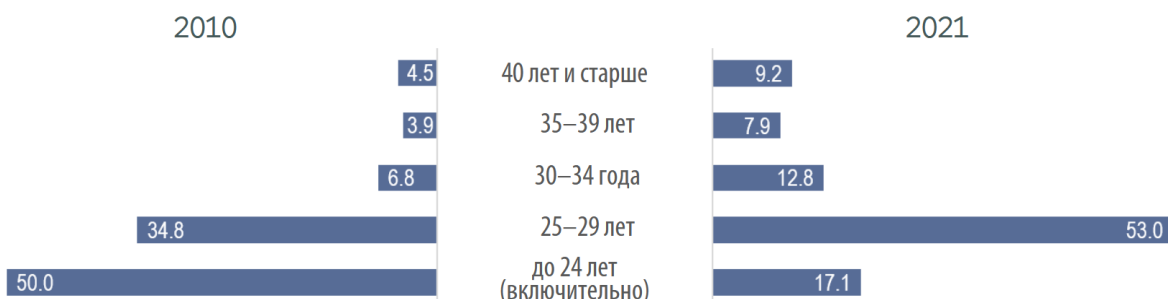 2010 2021
4.5 40 лет и старше 9.2
3.9 35–39 лет 7.9
6.8 30–34 года 12.8
34.8 25–29 лет 53.0
50.0 до 24 лет 17.1
(включительно)